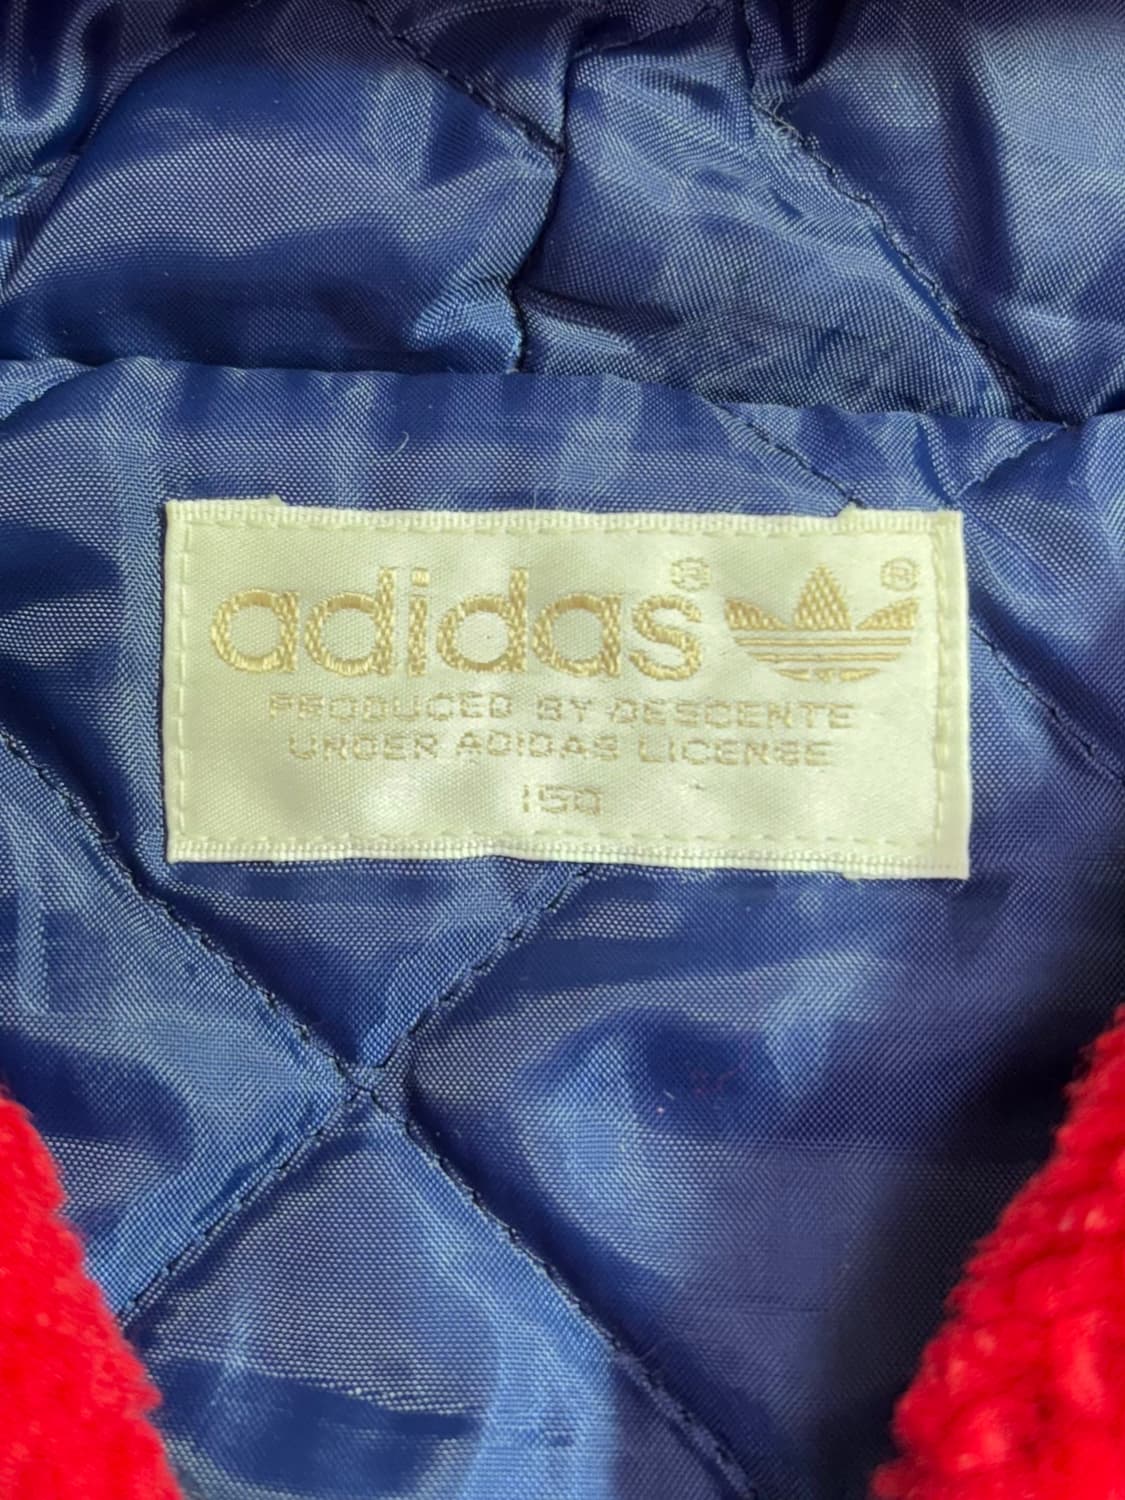 adidas® ®
PRODUCED BY DESCENTE
UNDER ADIDAS LICENSE
150